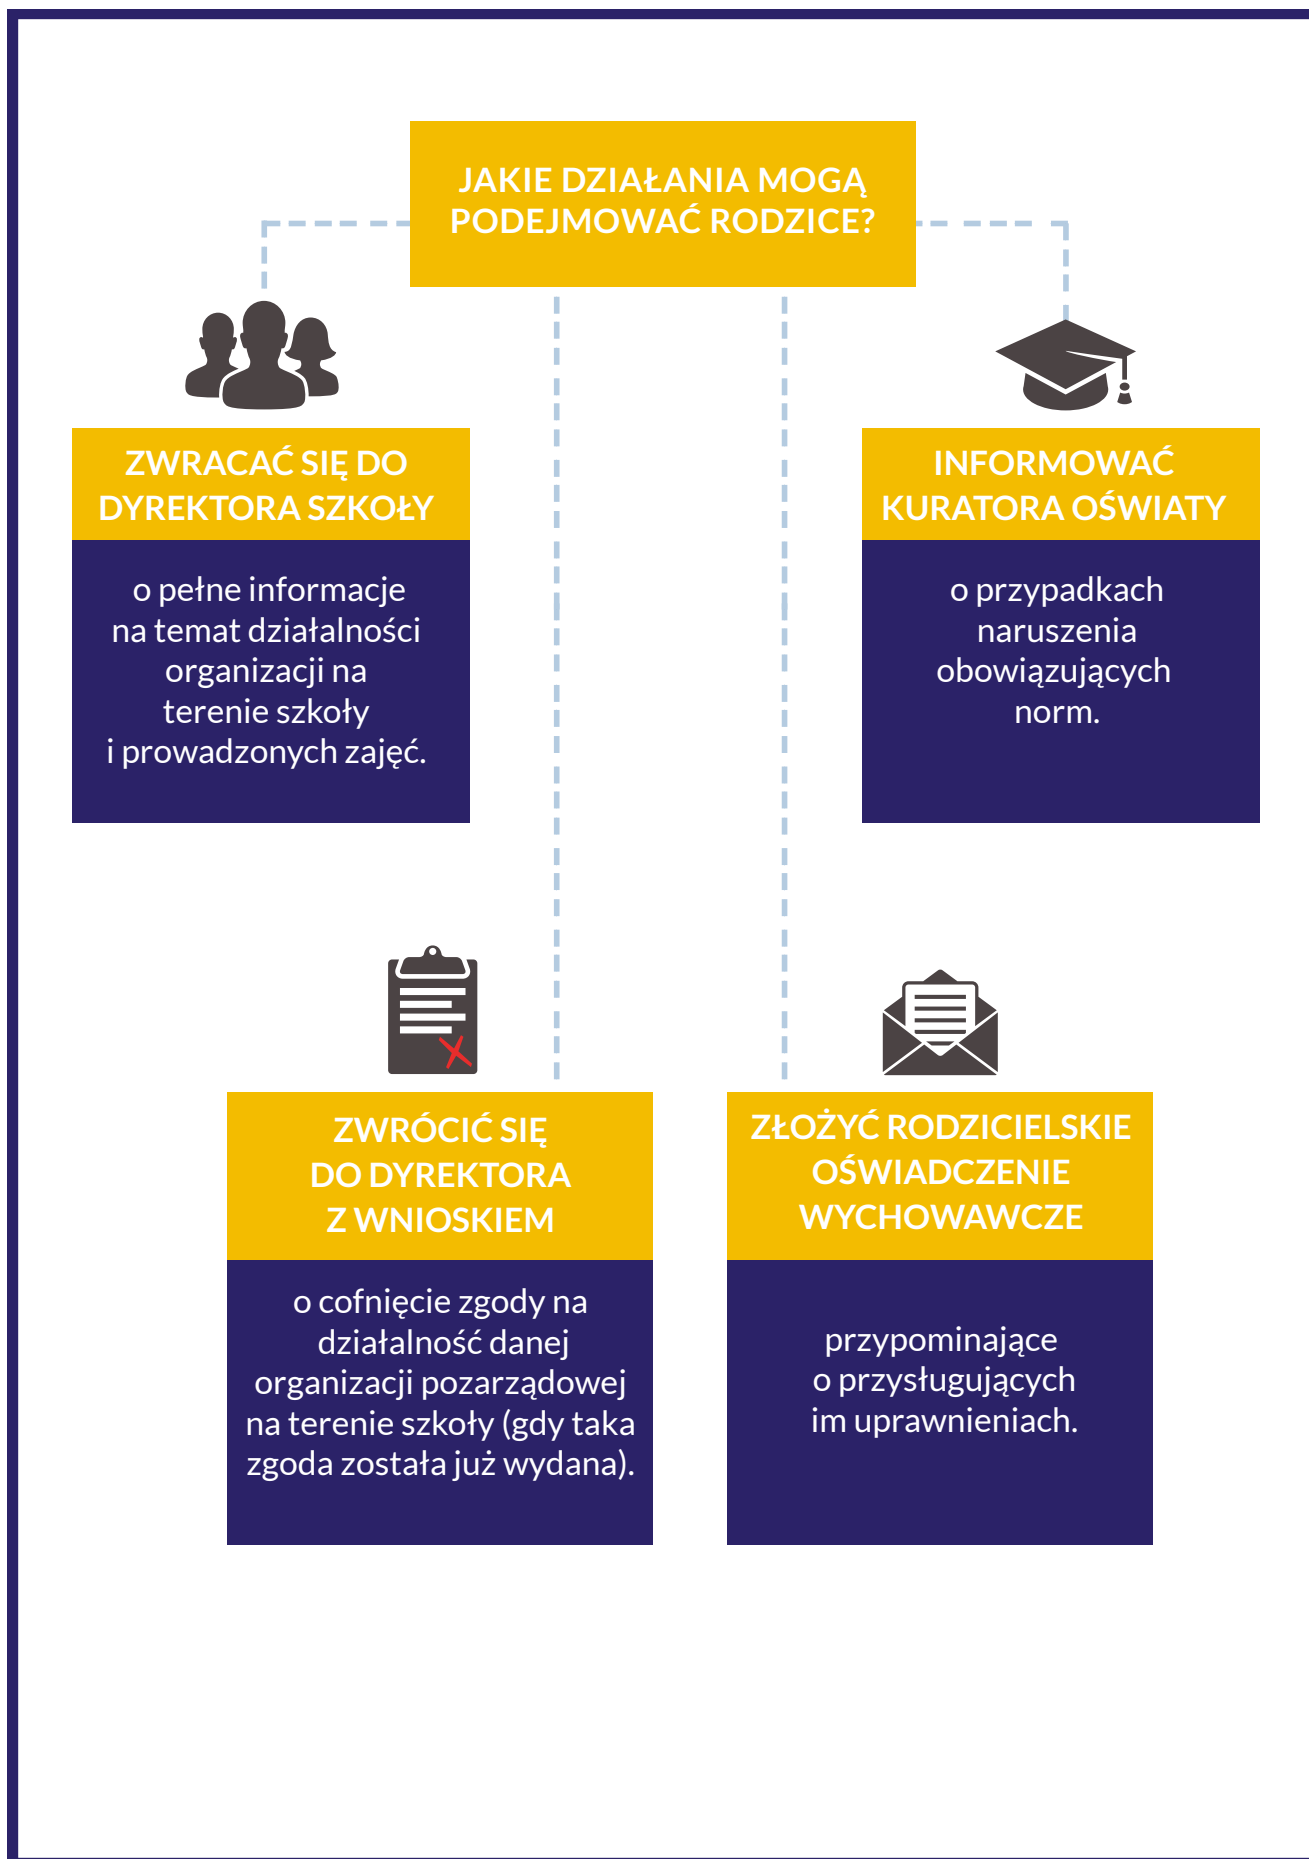 JAKIE DZIAŁANIA MOGĄ
PODEJMOWAĆ RODZICE?
ZWRACAĆ SIĘ DO
DYREKTORA SZKOŁY
o pełne informacje
na temat działalności
organizacji na
terenie szkoły
i prowadzonych zajęć.
INFORMOWAĆ
KURATORA OŚWIATY
o przypadkach
naruszenia
obowiązujących
norm.
ZWRÓCIĆ SIĘ
DO DYREKTORA
Z WNIOSKIEM
o cofnięcie zgody na
działalność danej
organizacji pozarządowej
na terenie szkoły (gdy taka
zgoda została już wydana).
ZŁOŻYĆ RODZICIELSKIE
OŚWIADCZENIE
WYCHOWAWCZE
przypominające
o przysługujących
im uprawnieniach.